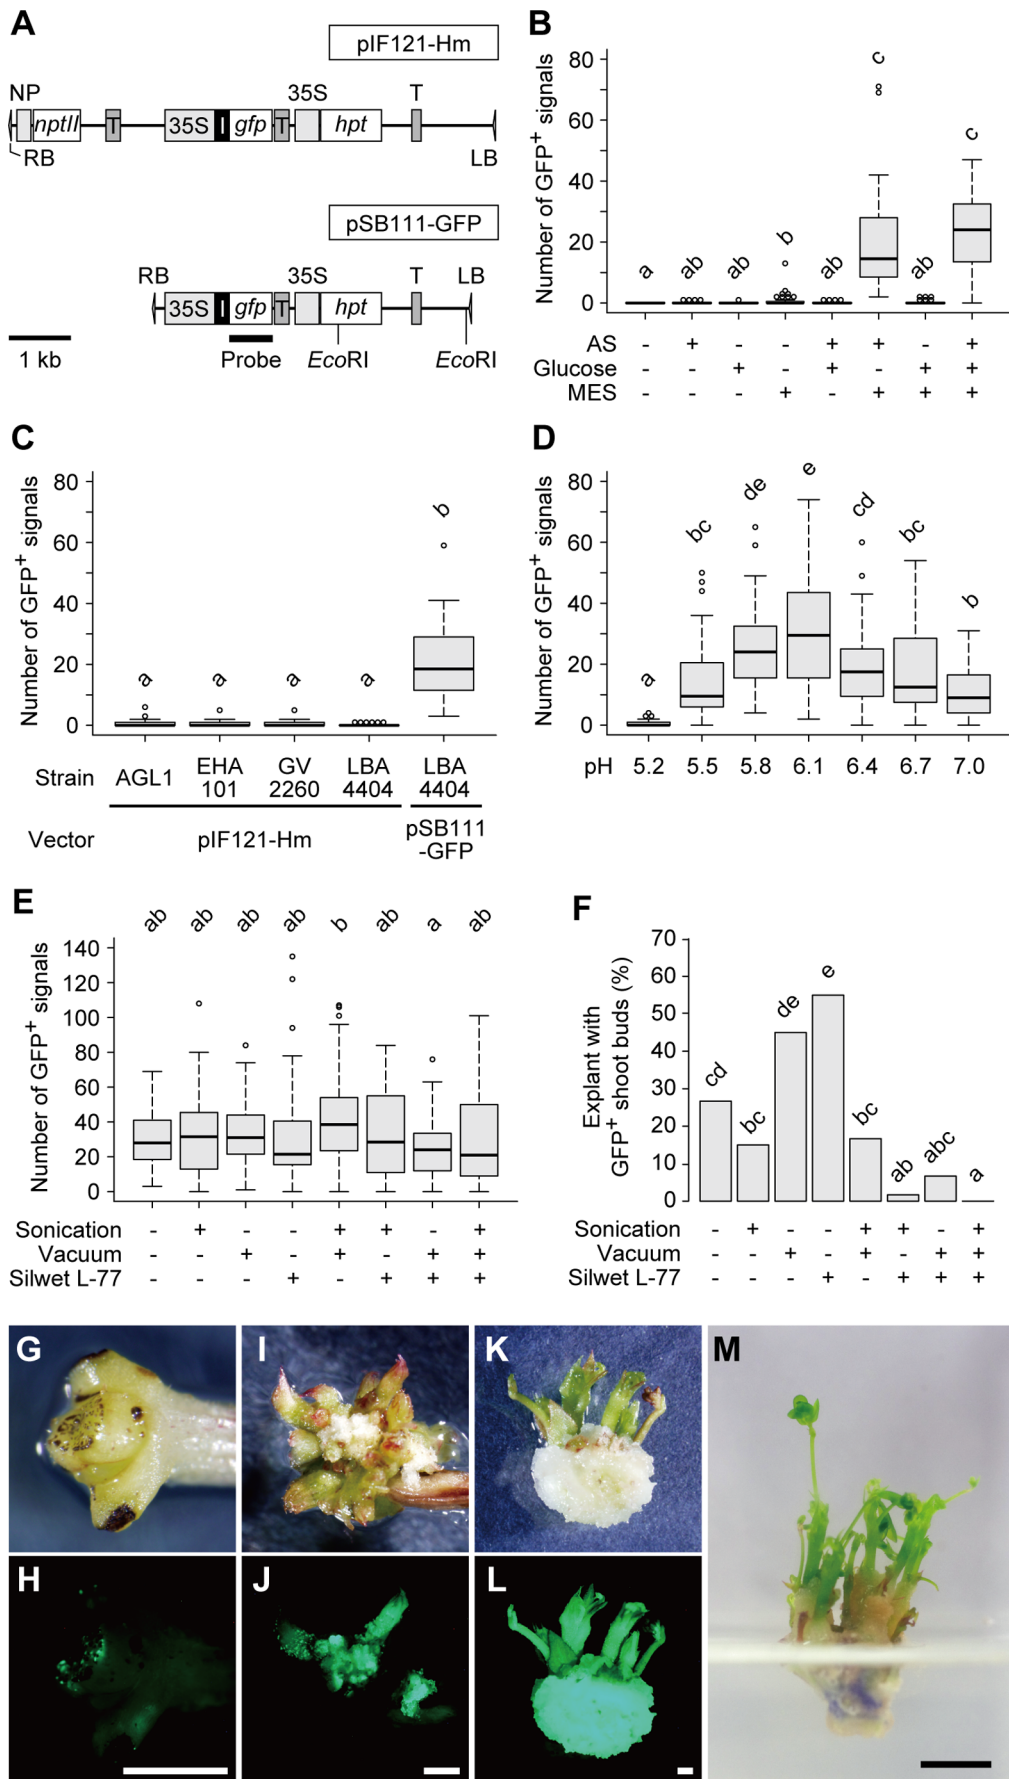 A
pIF121-Hm
NP
35S
T
nptII
T
35S
I
gfp
T
hpt
RB
LB
pSB111-GFP
RB
35S
T
LB
35S
I
gfp
T
hpt
1 kb
Probe
EcoRI
EcoRI
B
Number of GFP+ signals
80
60
40
20
0
a
ab
ab
b
ab
c
ab
c
AS - + - - + + - +
Glucose - - + - + - + +
MES - - - + - + + +
C
Number of GFP+ signals
80
60
40
20
0
a
a
a
a
b
Strain AGL1 EHA 101 GV 2260 LBA 4404 LBA 4404
Vector pIF121-Hm pSB111 -GFP
D
Number of GFP+ signals
80
60
40
20
0
a
bc
de
e
cd
bc
b
pH 5.2 5.5 5.8 6.1 6.4 6.7 7.0
E
Number of GFP+ signals
140
120
100
80
60
40
20
0
ab
ab
ab
ab
b
ab
a
ab
Sonication - + - - + + - +
Vacuum - - + - + - + +
Silwet L-77 - - - + - + + +
F
Explant with
GFP+ shoot buds (%)
70
60
50
40
30
20
10
0
cd
bc
de
e
bc
ab
abc
a
Sonication - + - - + + - +
Vacuum - - + - + - + +
Silwet L-77 - - - + - + + +
G
I
K
M
H
J
L